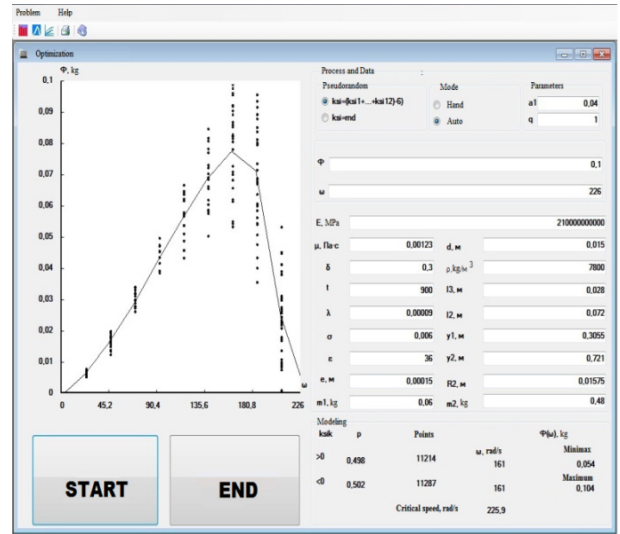 Problem Help
Optimization
Φ, kg
0,1
0,09
0,08
0,07
0,06
0,05
0,04
0,03
0,02
0,01
0
0 45,2 90,4 135,6 180,8 226
ω
START
END
Process and Data :
Pseudorandom
ksi=(ksi1+...+ksi12)-6)
ksi=rnd
Mode
Hand
Auto
Parameters
a1 0,04
q 1
Φ 0,1
ω 226
E, MPa 210000000000
μ, Па·с 0,00123 d, м 0,015
δ 0,3 ρ,kg/м 3 7800
t 900 l3, м 0,028
λ 0,00009 l2, м 0,072
σ 0,006 y1, м 0,3055
ε 36 y2, м 0,721
e, м 0,00015 R2, м 0,01575
m1, kg 0,06 m2, kg 0,48
Modeling
ksik p Points Φ(ω), kg
>0 0,498 11214 ω, rad/s 161 Minimax 0,054
<0 0,502 11287 161 Maximum 0,104
Critical speed, rad/s 225,9